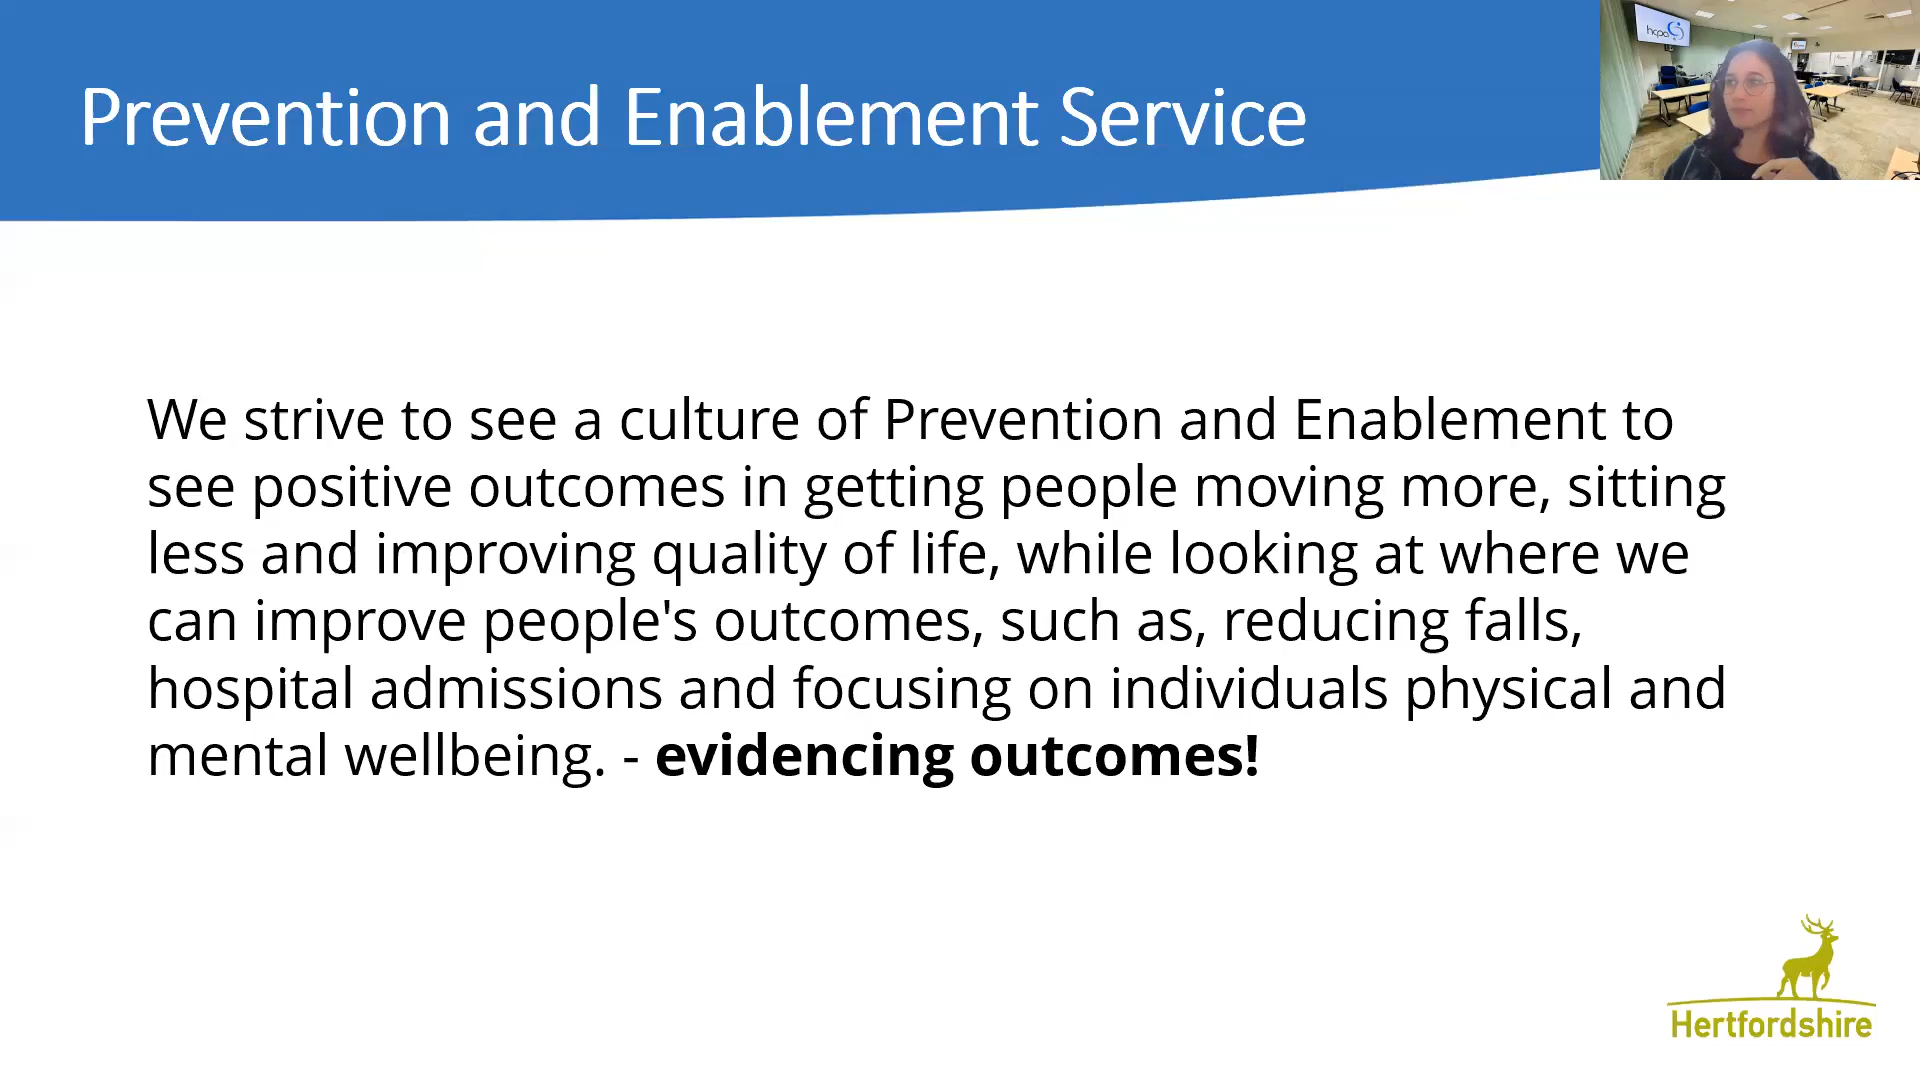 Prevention and Enablement Service
hcpa
We strive to see a culture of Prevention and Enablement to
see positive outcomes in getting people moving more, sitting
less and improving quality of life, while looking at where we
can improve people's outcomes, such as, reducing falls,
hospital admissions and focusing on individuals physical and
mental wellbeing. - evidencing outcomes!
Hertfordshire